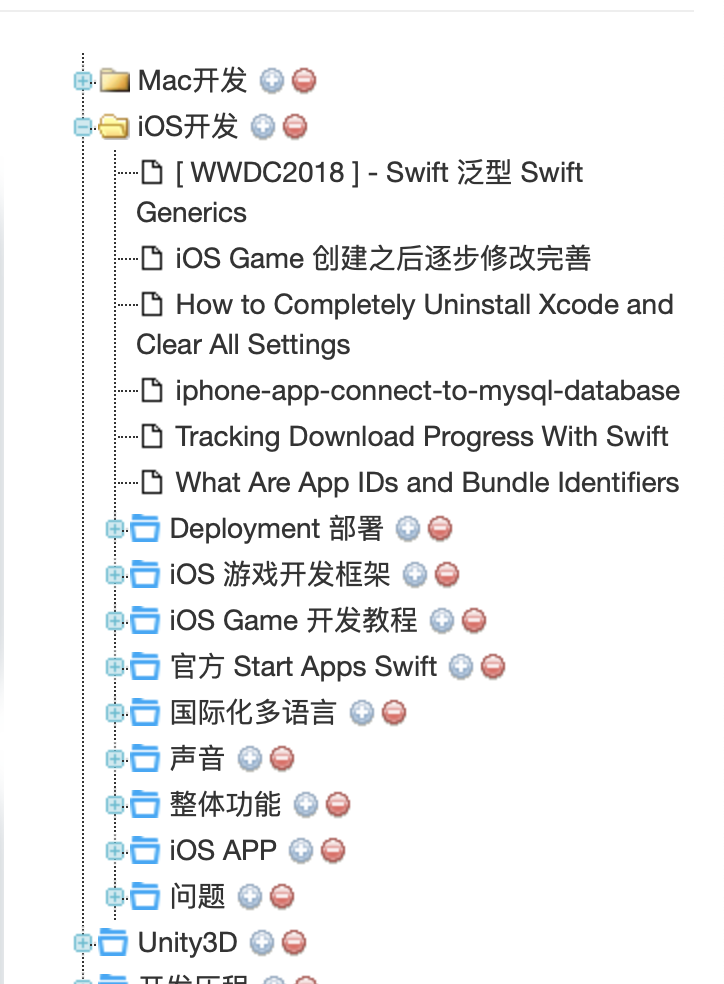 Mac开发
iOS开发
[ WWDC2018 ] - Swift 泛型 Swift
Generics
iOS Game 创建之后逐步修改完善
How to Completely Uninstall Xcode and
Clear All Settings
iphone-app-connect-to-mysql-database
Tracking Download Progress With Swift
What Are App IDs and Bundle Identifiers
Deployment 部署
iOS 游戏开发框架
iOS Game 开发教程
官方 Start Apps Swift
国际化多语言
声音
整体功能
iOS APP
问题
Unity3D
开发历程